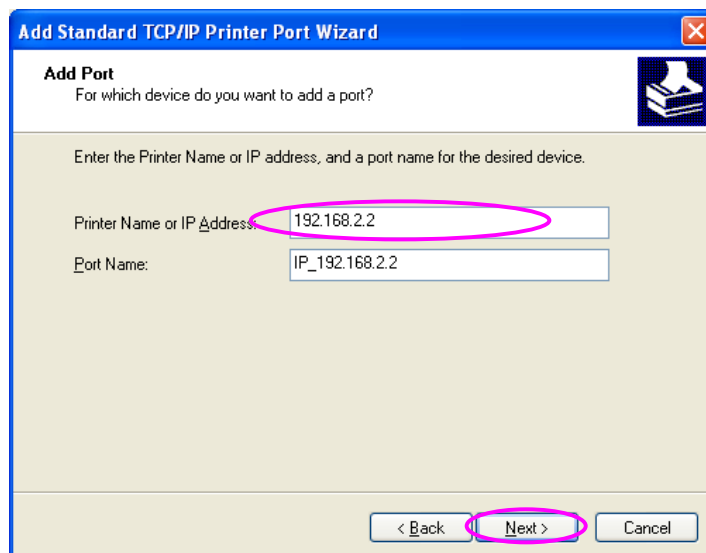 Add Standard TCP/IP Printer Port Wizard
Add Port
For which device do you want to add a port?
Enter the Printer Name or IP address, and a port name for the desired device.
Printer Name or IP Address: 192.168.2.2
Port Name: IP_192.168.2.2
< Back Next > Cancel